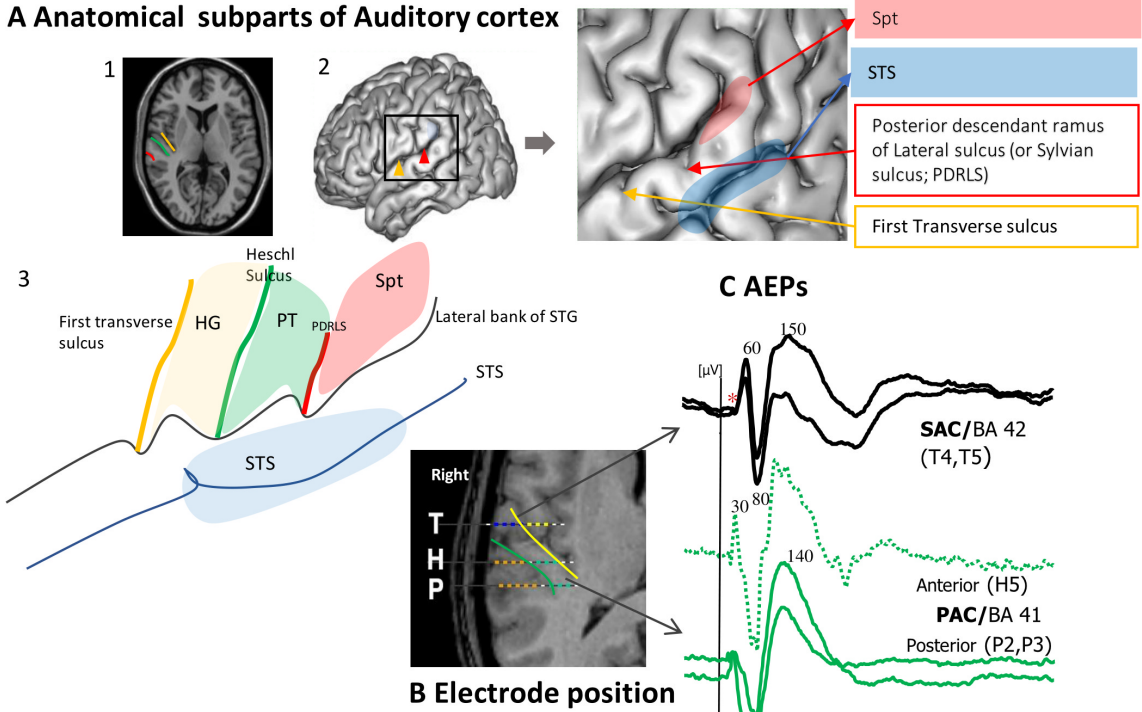 A Anatomical subparts of Auditory cortex
1
2
Spt
STS
Posterior descendant ramus
of Lateral sulcus (or Sylvian
sulcus; PDRLS)
First Transverse sulcus
3
Heschl
Sulcus
First transverse
sulcus
HG
PT
PDRLS
Spt
Lateral bank of STG
STS
STS
C AEPs
[µV]
60
150
*
SAC/BA 42
(T4,T5)
Right
T
H
P
30
80
140
Anterior (H5)
PAC/BA 41
Posterior (P2,P3)
B Electrode position